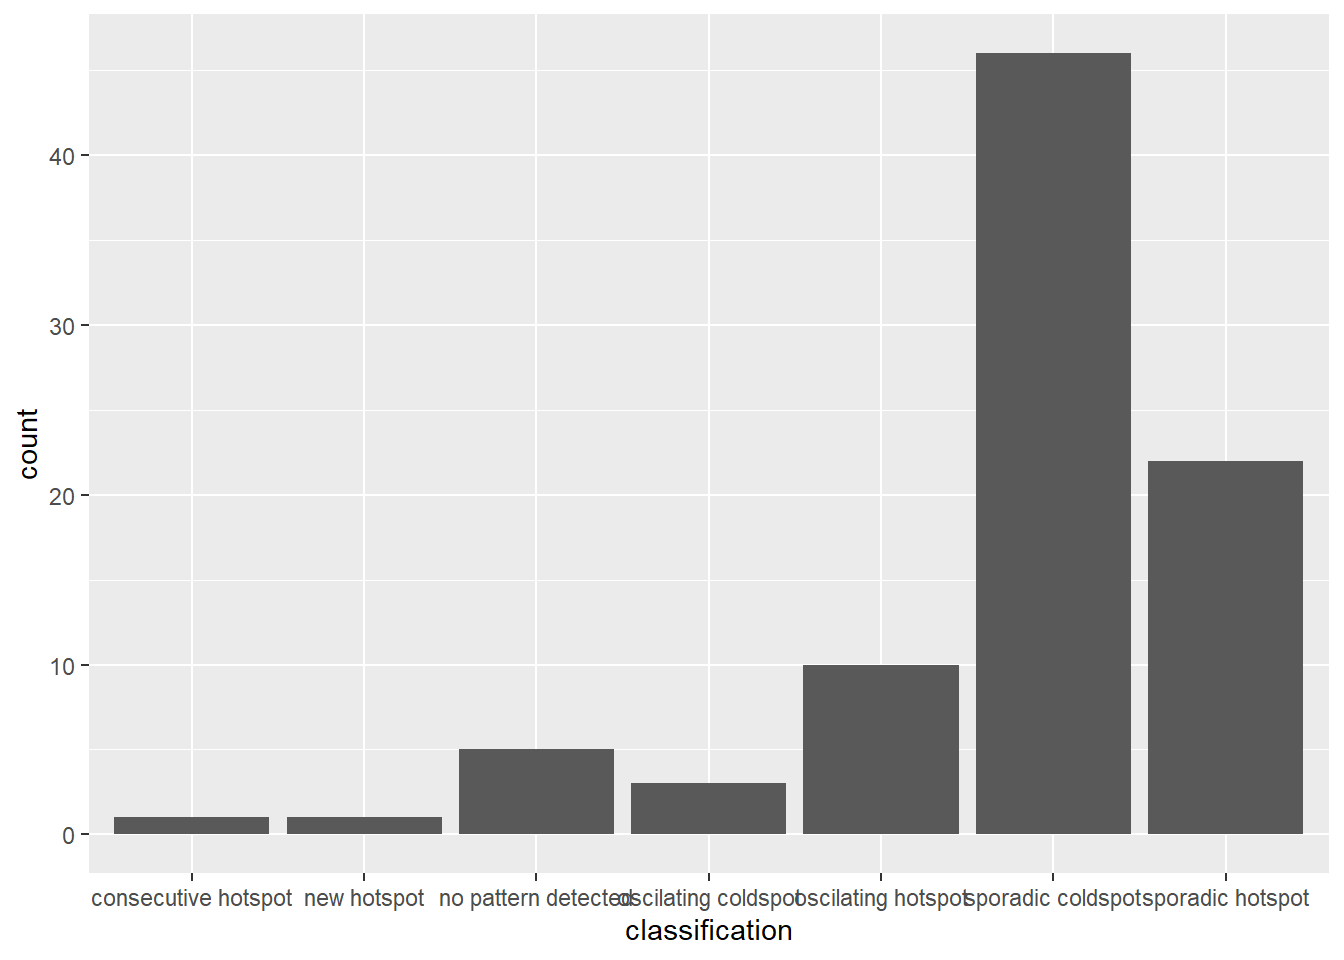 40
30
20
10
0
count
consecutive hotspot new hotspot no pattern detected oscilating coldspot oscilating hotspot sporadic coldspot sporadic hotspot
classification